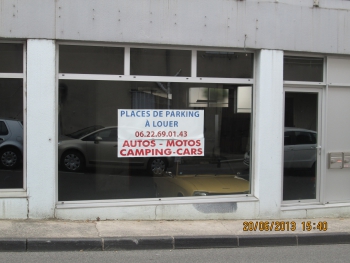 PLACES DE PARKING
À LOUER
06.22.69.01.43
AUTOS - MOTOS
CAMPING-CARS
20/06/2013 15:40